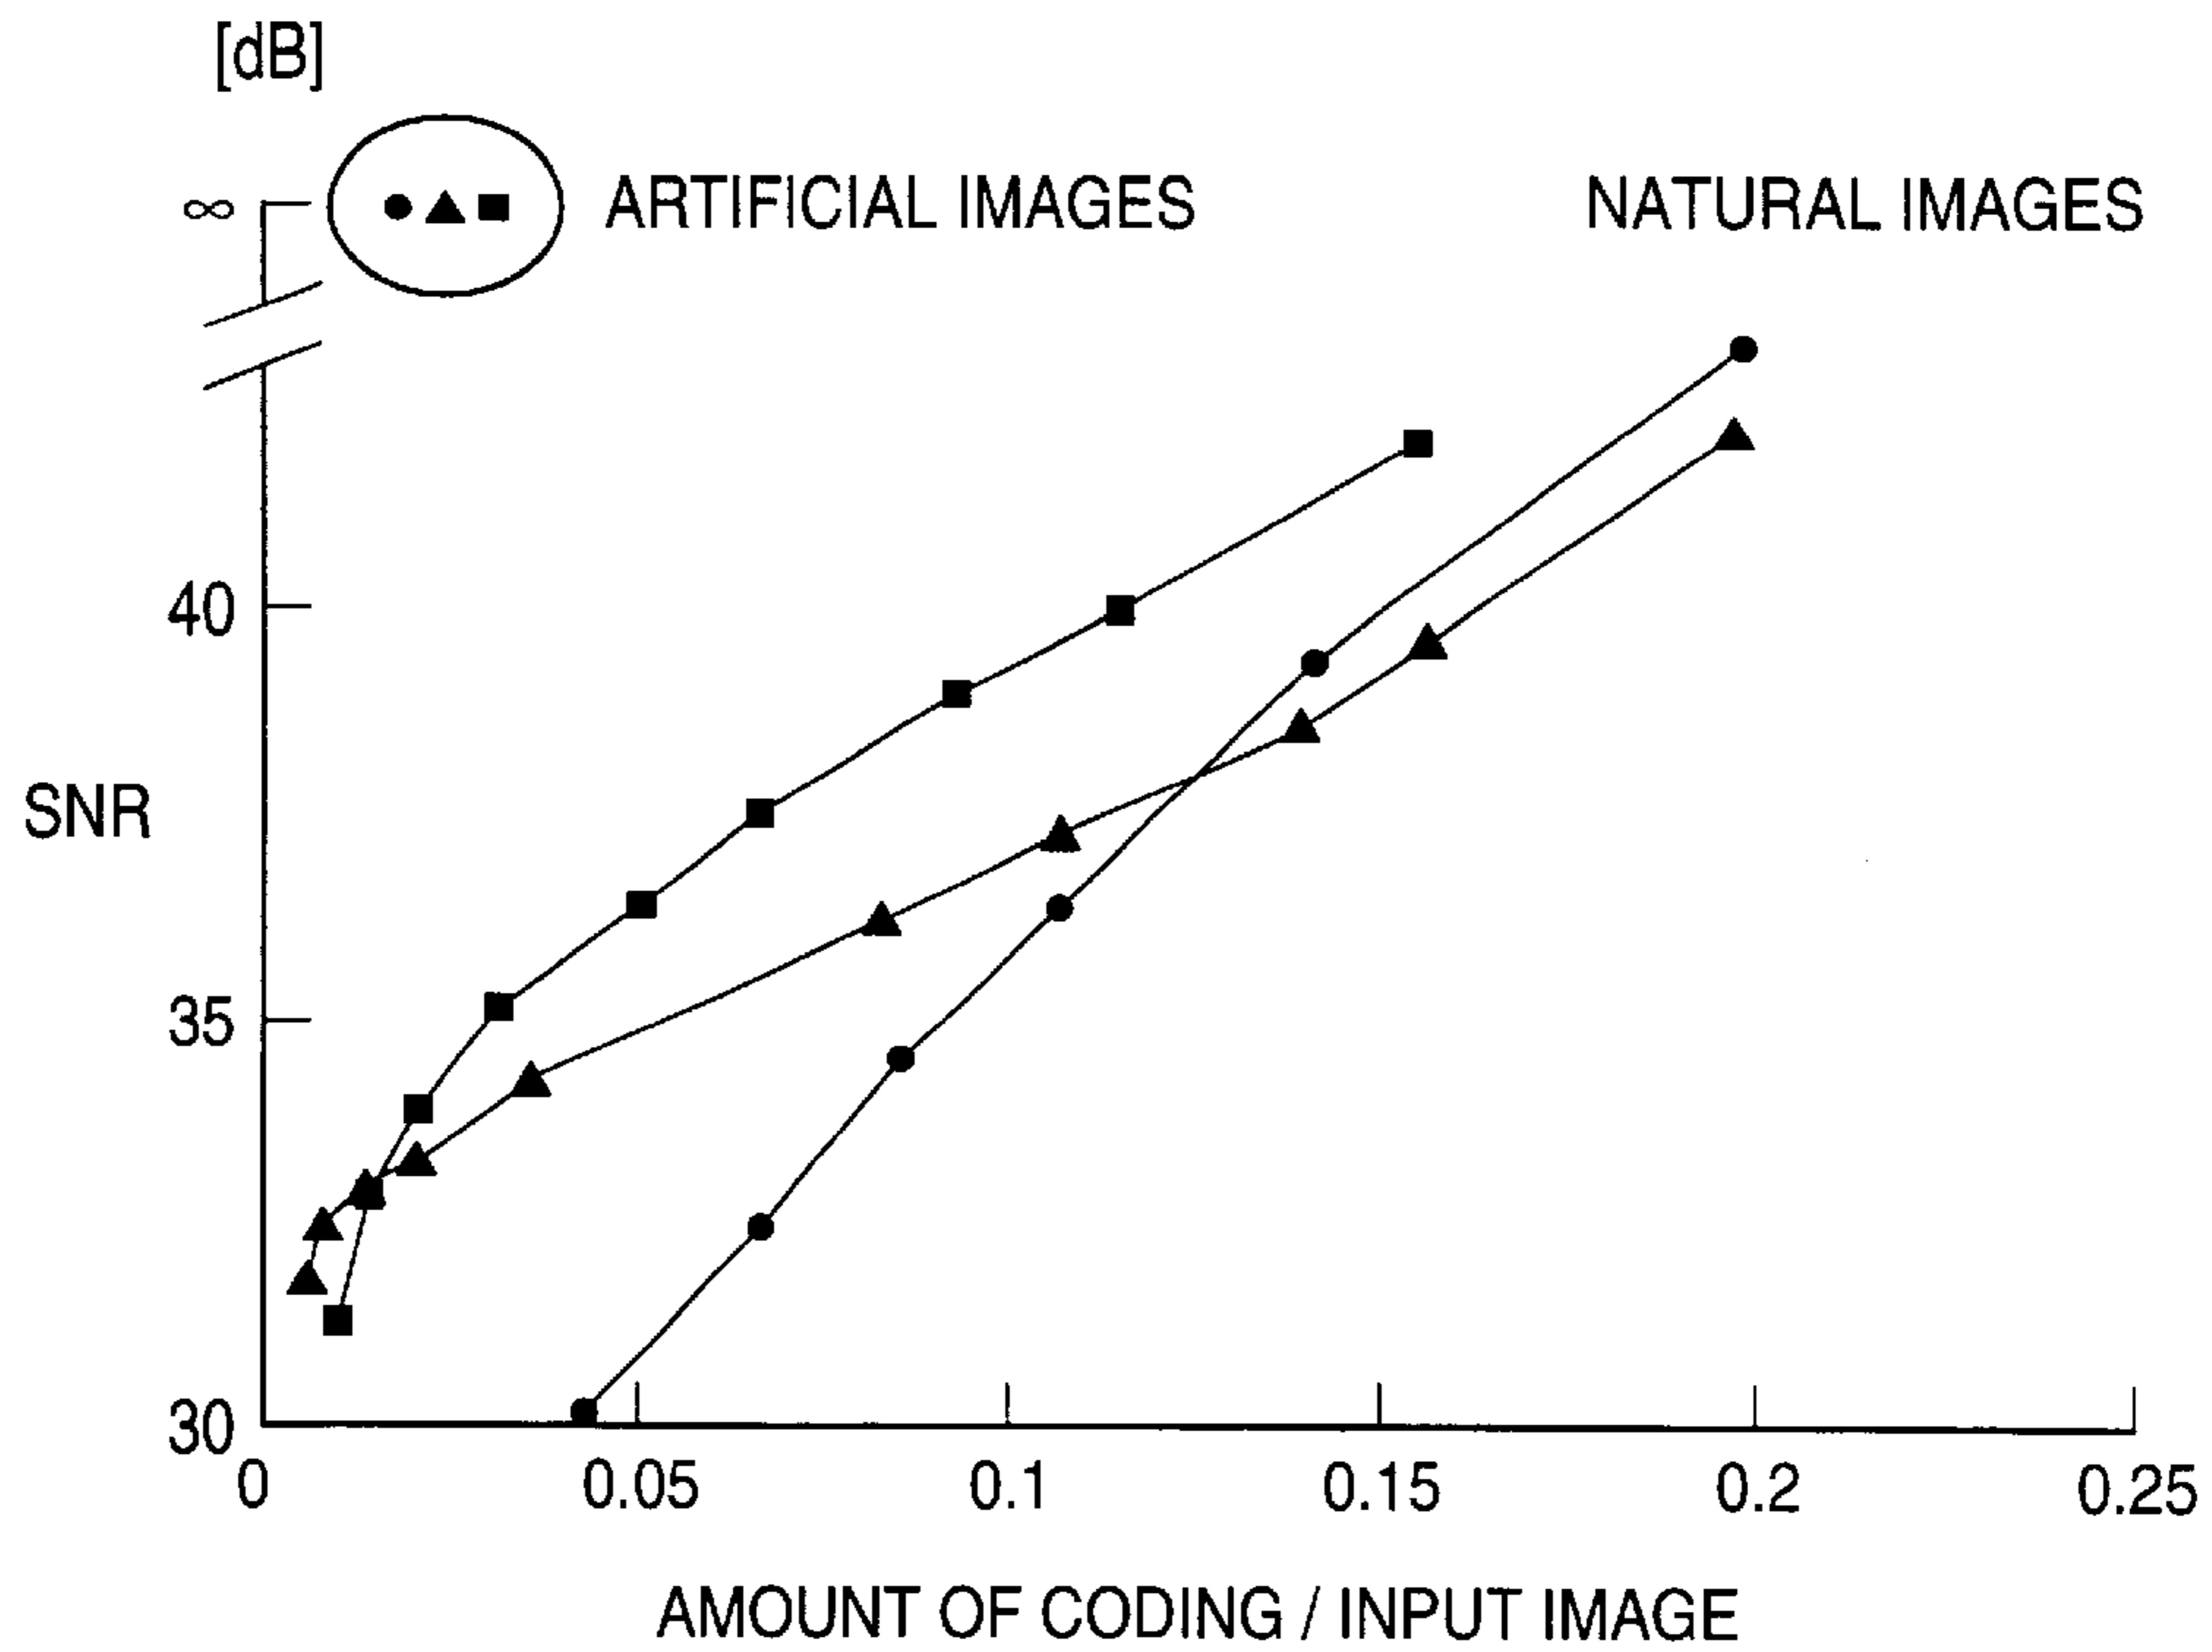 [dB]
∞
ARTIFICIAL IMAGES
NATURAL IMAGES
40
SNR
35
30
0
0.05
0.1
0.15
0.2
0.25
AMOUNT OF CODING / INPUT IMAGE